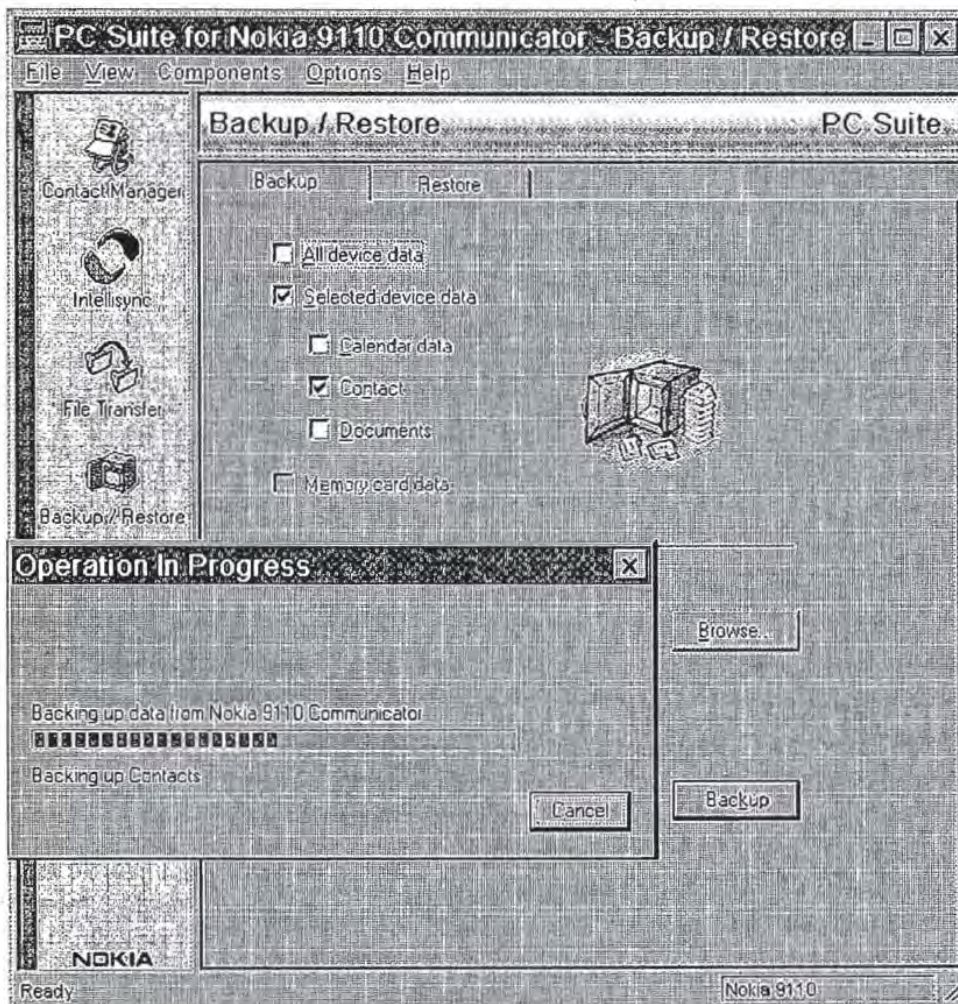 PC Suite for Nokia 9110 Communicator - Backup / Restore
File View Components Options Help
Backup / Restore PC Suite
Contact Manager
Intellisync
File Transfer
Backup / Restore
Backup Restore
All device data
Selected device data
Calendar data
Contact
Documents
Memory card data
Operation In Progress
Backing up data from Nokia 9110 Communicator
Backing up Contacts
Cancel
Browse...
Backup
NOKIA
Ready Nokia 9110